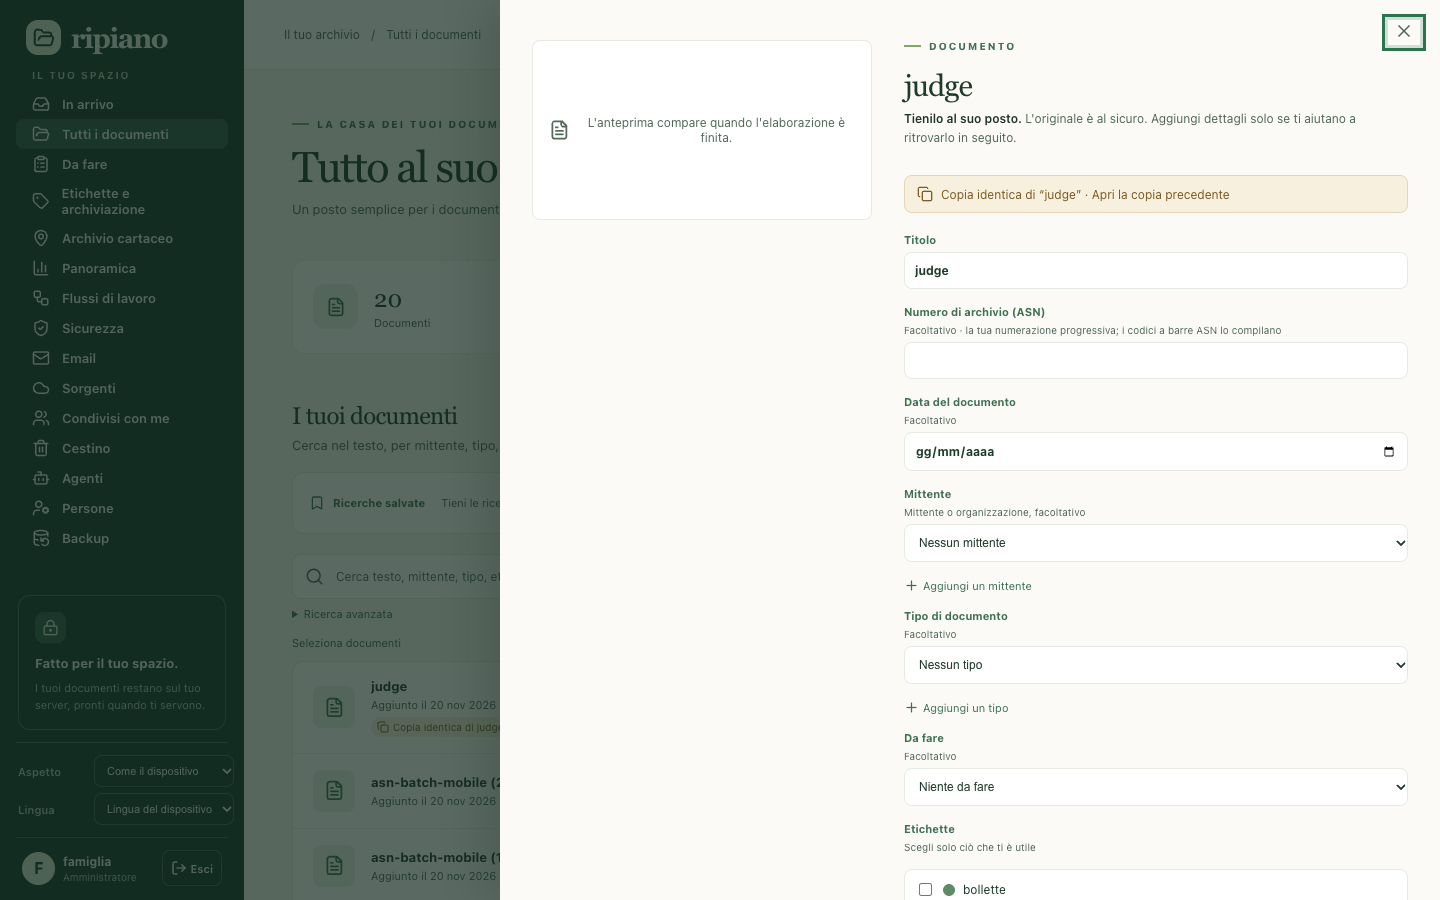 ripiano
IL TUO SPAZIO
In arrivo
Tutti i documenti
Da fare
Etichette e
archiviazione
Archivio cartaceo
Panoramica
Flussi di lavoro
Sicurezza
Email
Sorgenti
Condivisi con me
Cestino
Agenti
Persone
Backup
Fatto per il tuo spazio.
I tuoi documenti restano sul tuo
server, pronti quando ti servono.
Aspetto
Come il dispositivo
Lingua
Lingua del dispositivo
F
famiglia
Amministratore
Esci
Il tuo archivio / Tutti i documenti
LA CASA DEI TUOI DOCUM
Tutto al suo
Un posto semplice per i document
20
Documenti
I tuoi documenti
Cerca nel testo, per mittente, tipo,
Ricerche salvate
Tieni le rice
Cerca testo, mittente, tipo, et
Ricerca avanzata
Seleziona documenti
judge
Aggiunto il 20 nov 2026
Copia identica di judge
asn-batch-mobile (2
Aggiunto il 20 nov 2026
asn-batch-mobile (1
Aggiunto il 20 nov 2026
L'anteprima compare quando l'elaborazione è
finita.
DOCUMENTO
judge
Tienilo al suo posto. L'originale è al sicuro. Aggiungi dettagli solo se ti aiutano a
ritrovarlo in seguito.
Copia identica di “judge” · Apri la copia precedente
Titolo
judge
Numero di archivio (ASN)
Facoltativo · la tua numerazione progressiva; i codici a barre ASN lo compilano
Data del documento
Facoltativo
gg/mm/aaaa
Mittente
Mittente o organizzazione, facoltativo
Nessun mittente
Aggiungi un mittente
Tipo di documento
Facoltativo
Nessun tipo
Aggiungi un tipo
Da fare
Facoltativo
Niente da fare
Etichette
Scegli solo ciò che ti è utile
bollette